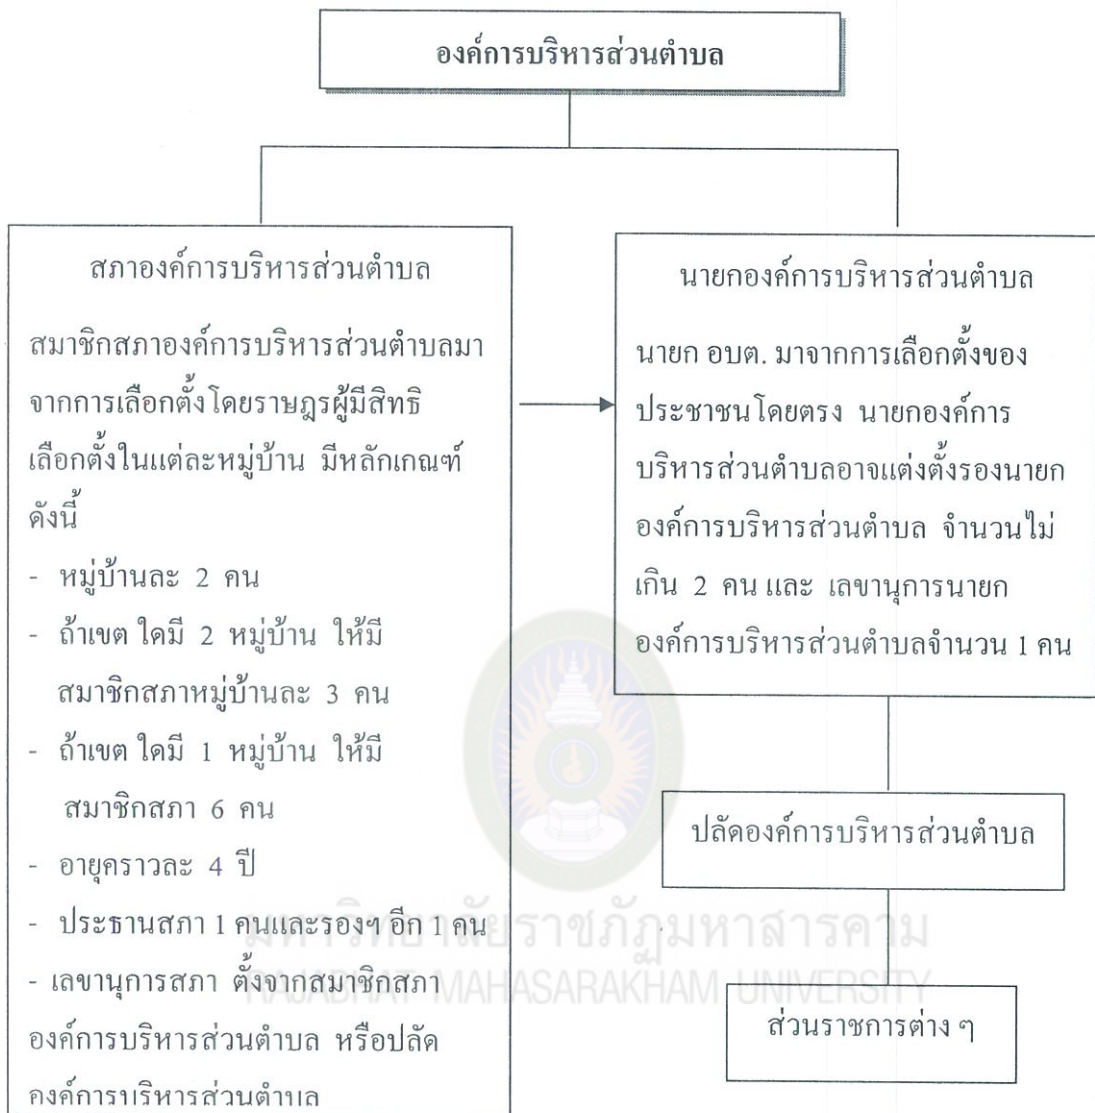 องค์การบริหารส่วนตำบล
สภาองค์การบริหารส่วนตำบล
สมาชิกสภาองค์การบริหารส่วนตำบลมา
จากการเลือกตั้งโดยราษฎรผู้มีสิทธิ
เลือกตั้งในแต่ละหมู่บ้าน มีหลักเกณฑ์
ดังนี้
- หมู่บ้านละ 2 คน
- ถ้าเขต ใดมี 2 หมู่บ้าน ให้มี
สมาชิกสภาหมู่บ้านละ 3 คน
- ถ้าเขต ใดมี 1 หมู่บ้าน ให้มี
สมาชิกสภา 6 คน
- อายุคราวละ 4 ปี
- ประธานสภา 1 คนและรองฯ อีก 1 คน
- เลขานุการสภา ตั้งจากสมาชิกสภา
องค์การบริหารส่วนตำบล หรือปลัด
องค์การบริหารส่วนตำบล
นายกองค์การบริหารส่วนตำบล
นายก อบต. มาจากการเลือกตั้งของ
ประชาชนโดยตรง นายกองค์การ
บริหารส่วนตำบลอาจแต่งตั้งรองนายก
องค์การบริหารส่วนตำบล จำนวนไม่
เกิน 2 คน และ เลขานุการนายก
องค์การบริหารส่วนตำบลจำนวน 1 คน
ปลัดองค์การบริหารส่วนตำบล
ส่วนราชการต่าง ๆ
มหาวิทยาลัยราชภัฏมหาสารคาม
RAJABHAT MAHASARAKHAM UNIVERSITY